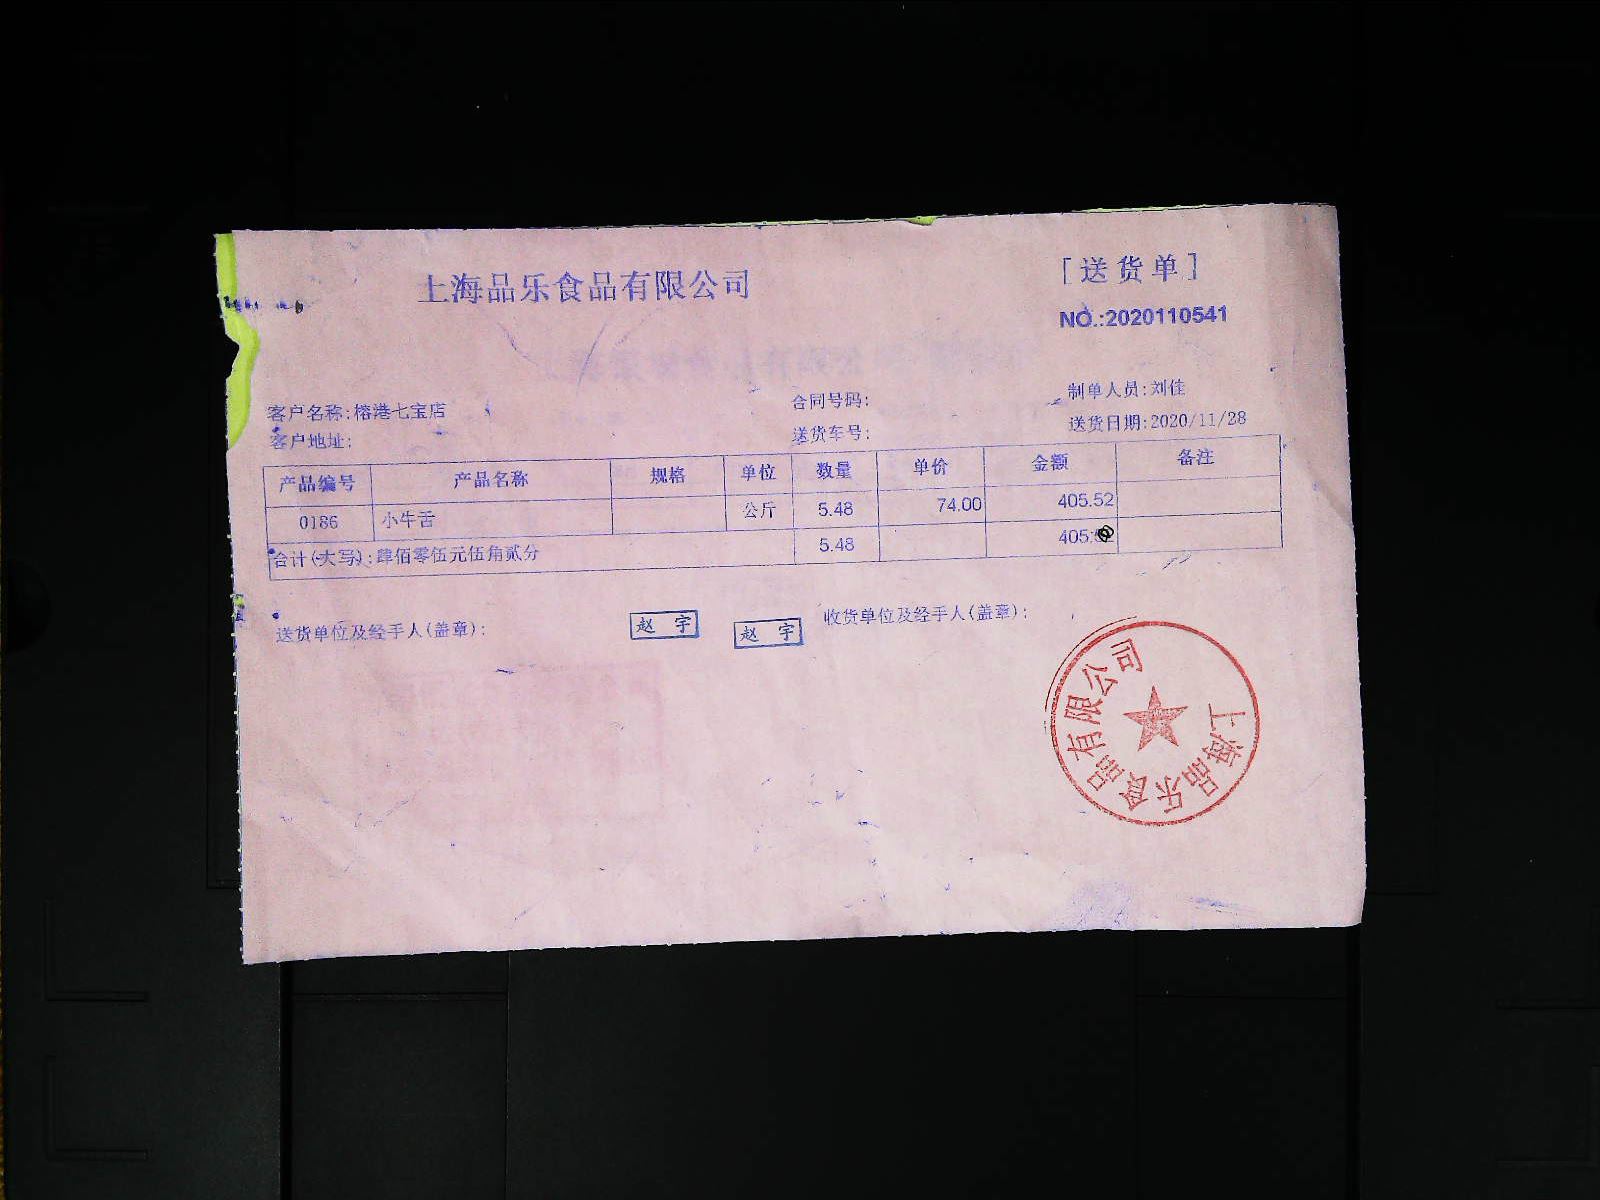 上海品乐食品有限公司
[送货单]
NO.:2020110541
客户名称:榕港七宝店 合同号码: 制单人员:刘佳
客户地址: 送货车号: 送货日期:2020/11/28
产品编号 产品名称 规格 单位 数量 单价 金额 备注
0186 小牛舌 公斤 5.48 74.00 405.52
合计(大写):肆佰零伍元伍角贰分 5.48
送货单位及经手人(盖章): 赵宇 赵宇 收货单位及经手人(盖章):
上海品乐食品有限公司